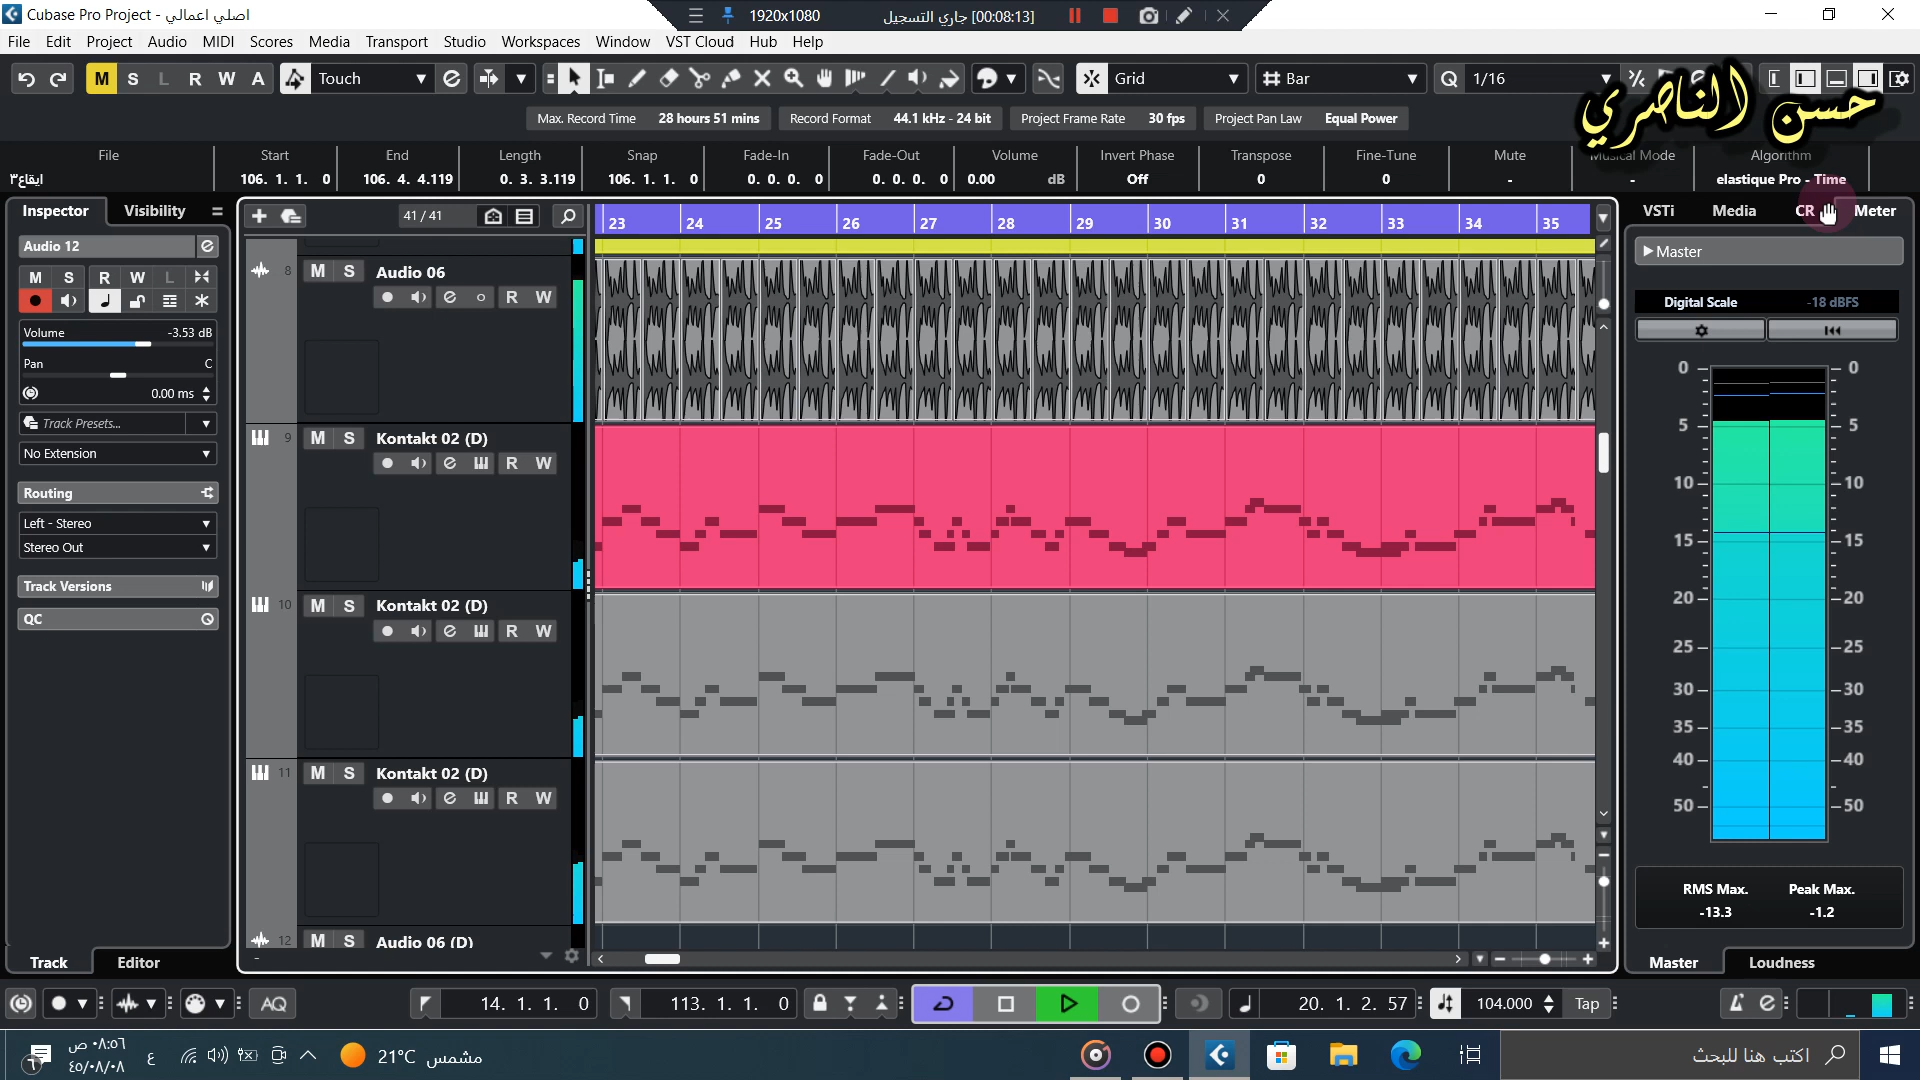 Cubase Pro Project - اصلي اعمالي
1920x1080
جاري التسجيل [00:08:13]
File Edit Project Audio MIDI Scores Media Transport Studio Workspaces Window VST Cloud Hub Help
M S L R W A Touch Grid Bar Q 1/16
حسن الناصري
Max. Record Time 28 hours 51 mins Record Format 44.1 kHz - 24 bit Project Frame Rate 30 fps Project Pan Law Equal Power
File Start End Length Snap Fade-In Fade-Out Volume Invert Phase Transpose Fine-Tune Mute Musical Mode Algorithm
ايقاع٣ 106. 1. 1. 0 106. 4. 4.119 0. 3. 3.119 106. 1. 1. 0 0. 0. 0. 0 0. 0. 0. 0 0.00 dB Off 0 0 - - elastique Pro - Time
Inspector Visibility
41 / 41
23 24 25 26 27 28 29 30 31 32 33 34 35
VSTi Media CR Meter
Audio 12
M S R W L
Volume -3.53 dB
Pan C
0.00 ms
Track Presets...
No Extension
Routing
Left - Stereo
Stereo Out
Track Versions
QC
Track Editor
8 M S Audio 06
R W
9 M S Kontakt 02 (D)
R W
10 M S Kontakt 02 (D)
R W
11 M S Kontakt 02 (D)
R W
12 M S Audio 06 (D)
Master
Digital Scale -18 dBFS
0 0
5 5
10 10
15 15
20 20
25 25
30 30
35 35
40 40
50 50
RMS Max. Peak Max.
-13.3 -1.2
Master Loudness
AQ 14. 1. 1. 0 113. 1. 1. 0 20. 1. 2. 57 104.000 Tap
٠٨:٥٦ ص
٤٥/٠٨/٠٨
٦
ع
21°C مشمس
اكتب هنا للبحث